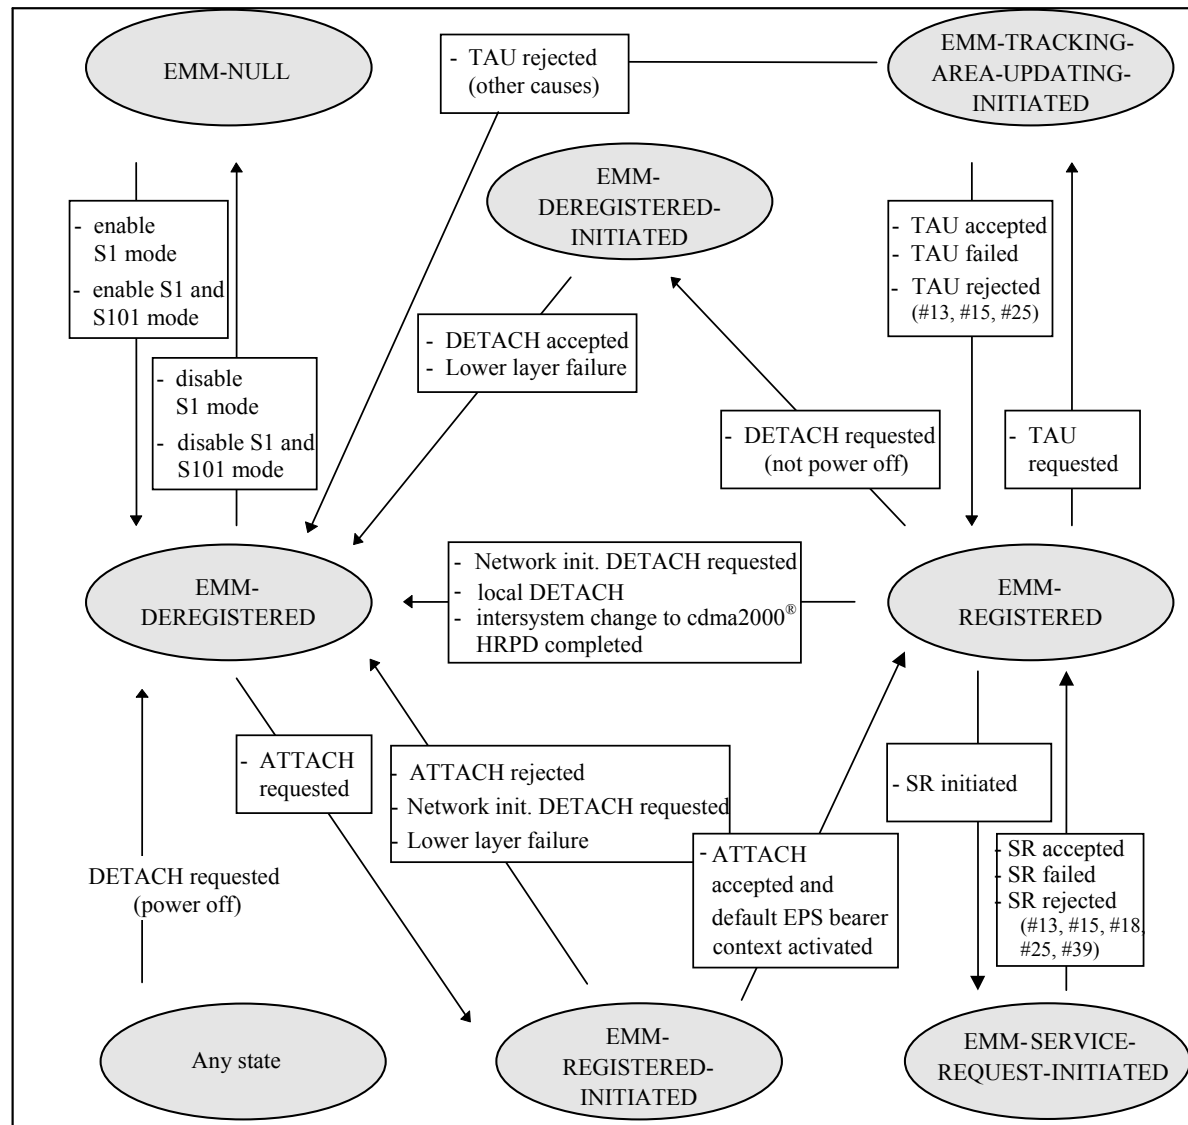 EMM-NULL
- TAU rejected
(other causes)
EMM-TRACKING-
AREA-UPDATING-
INITIATED
EMM-
DEREGISTERED-
INITIATED
- enable
S1 mode
- enable S1 and
S101 mode
- TAU accepted
- TAU failed
- TAU rejected
(#13, #15, #25)
- DETACH accepted
- Lower layer failure
- disable
S1 mode
- disable S1 and
S101 mode
- DETACH requested
(not power off)
- TAU
requested
EMM-
DEREGISTERED
- Network init. DETACH requested
- local DETACH
- intersystem change to cdma2000®
HRPD completed
EMM-
REGISTERED
- ATTACH
requested
- ATTACH rejected
- Network init. DETACH requested
- Lower layer failure
- SR initiated
DETACH requested
(power off)
- ATTACH
accepted and
default EPS bearer
context activated
- SR accepted
- SR failed
- SR rejected
(#13, #15, #18,
#25, #39)
Any state
EMM-
REGISTERED-
INITIATED
EMM-SERVICE-
REQUEST-INITIATED